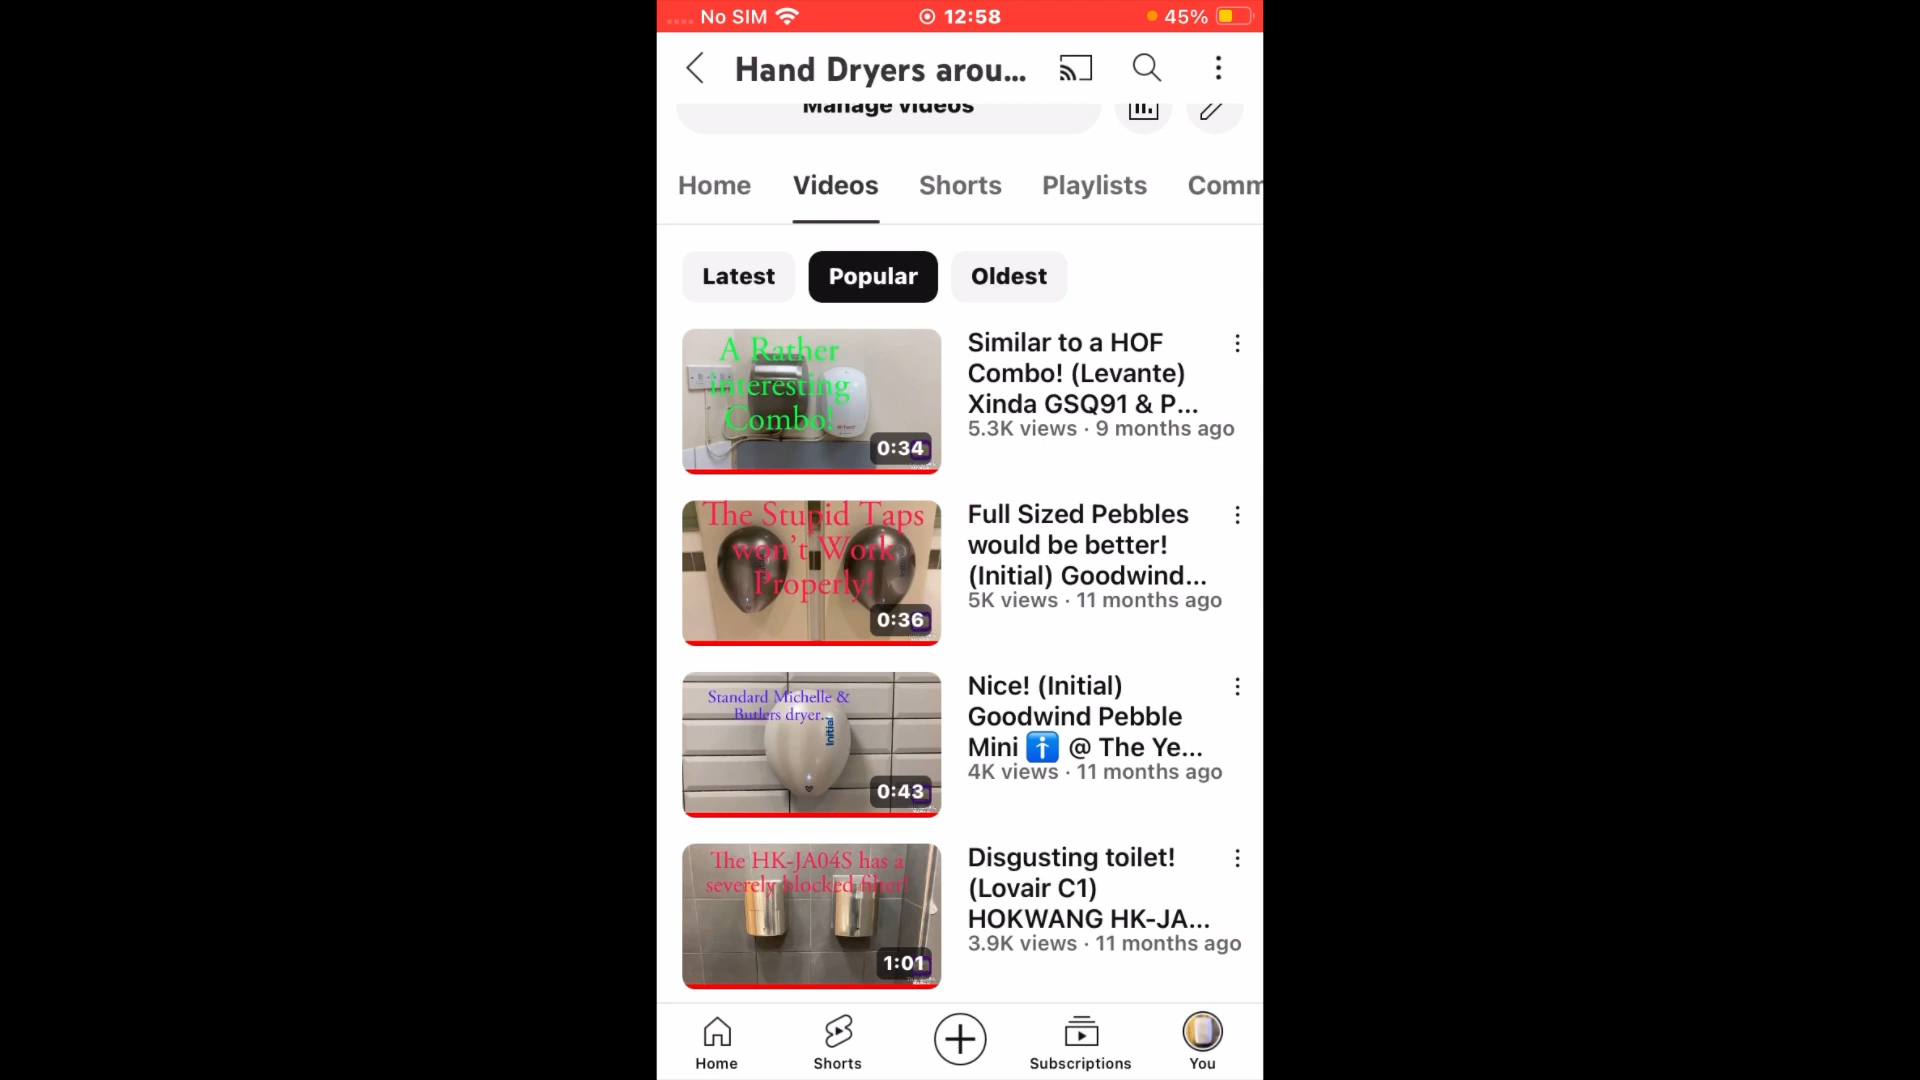 No SIM
12:58
45%
Hand Dryers arou...
Manage videos
Home
Videos
Shorts
Playlists
Comm
Latest
Popular
Oldest
A Rather
interesting
Combo!
0:34
Similar to a HOF
Combo! (Levante)
Xinda GSQ91 & P...
5.3K views · 9 months ago
The Stupid Taps
won't Work
Properly!
0:36
Full Sized Pebbles
would be better!
(Initial) Goodwind...
5K views · 11 months ago
Standard Michelle &
Butlers dryer..
Initial
0:43
Nice! (Initial)
Goodwind Pebble
Mini 🚹 @ The Ye...
4K views · 11 months ago
The HK-JA04S has a
severely blocked filter!
1:01
Disgusting toilet!
(Lovair C1)
HOKWANG HK-JA...
3.9K views · 11 months ago
Home
Shorts
Subscriptions
You